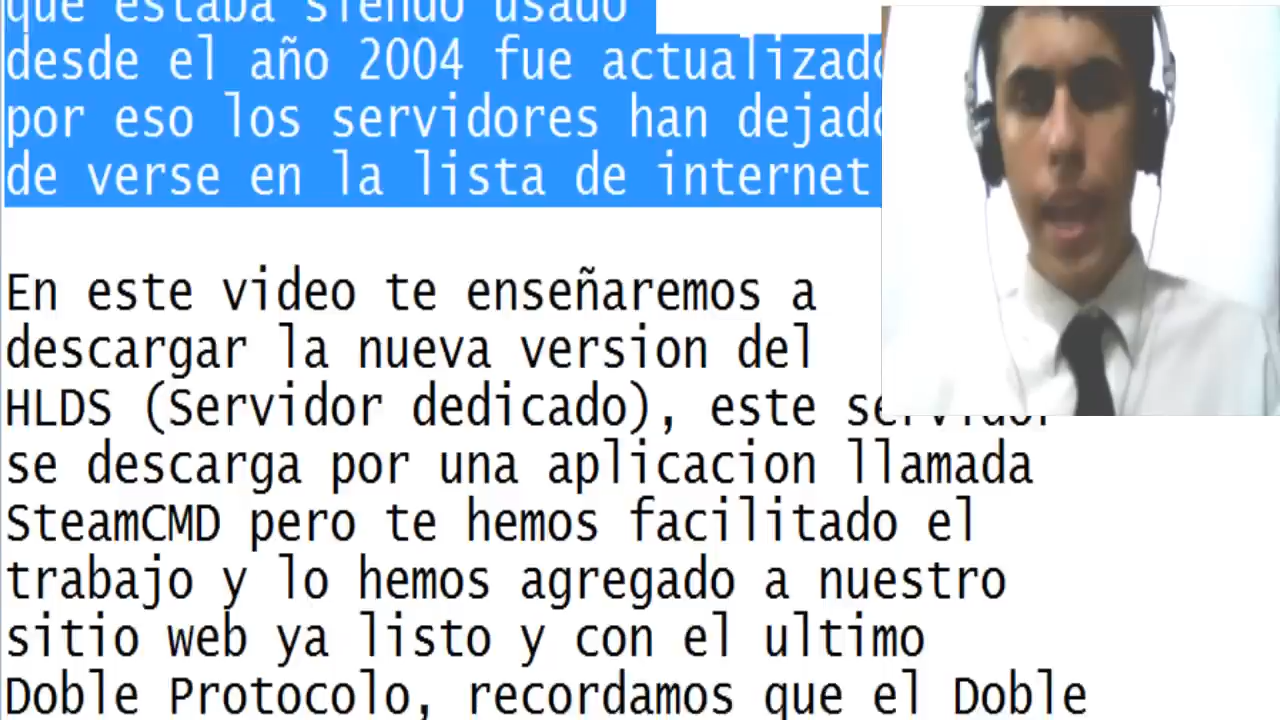 que estaba siendo usado
desde el año 2004 fue actualizado
por eso los servidores han dejado
de verse en la lista de internet
En este video te enseñaremos a
descargar la nueva version del
HLDS (Servidor dedicado), este servidor
se descarga por una aplicacion llamada
SteamCMD pero te hemos facilitado el
trabajo y lo hemos agregado a nuestro
sitio web ya listo y con el ultimo
Doble Protocolo, recordamos que el Doble